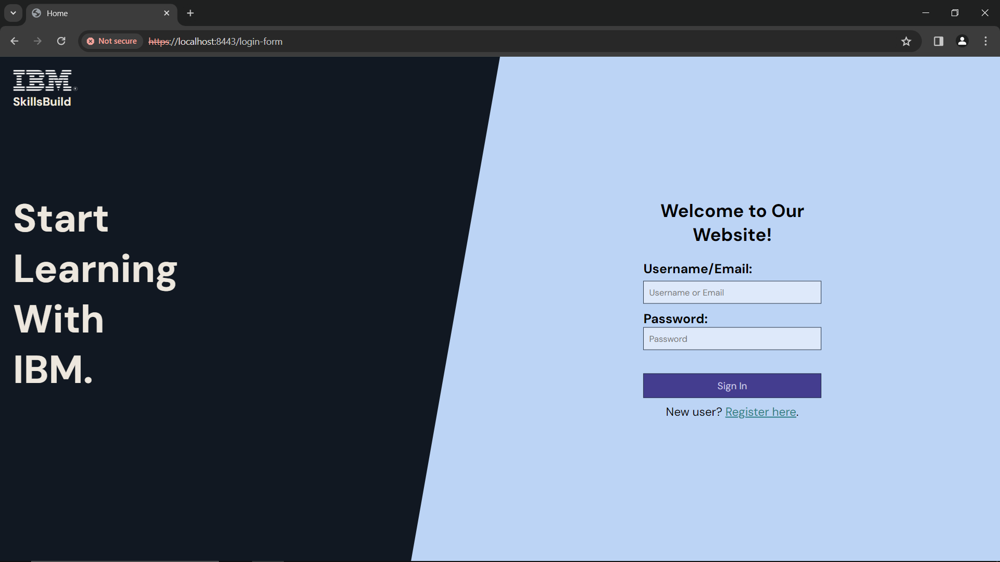 Home
Not secure
https://localhost:8443/login-form
IBM
SkillsBuild
Start
Learning
With
IBM.
Welcome to Our
Website!
Username/Email:
Username or Email
Password:
Password
Sign In
New user? Register here.